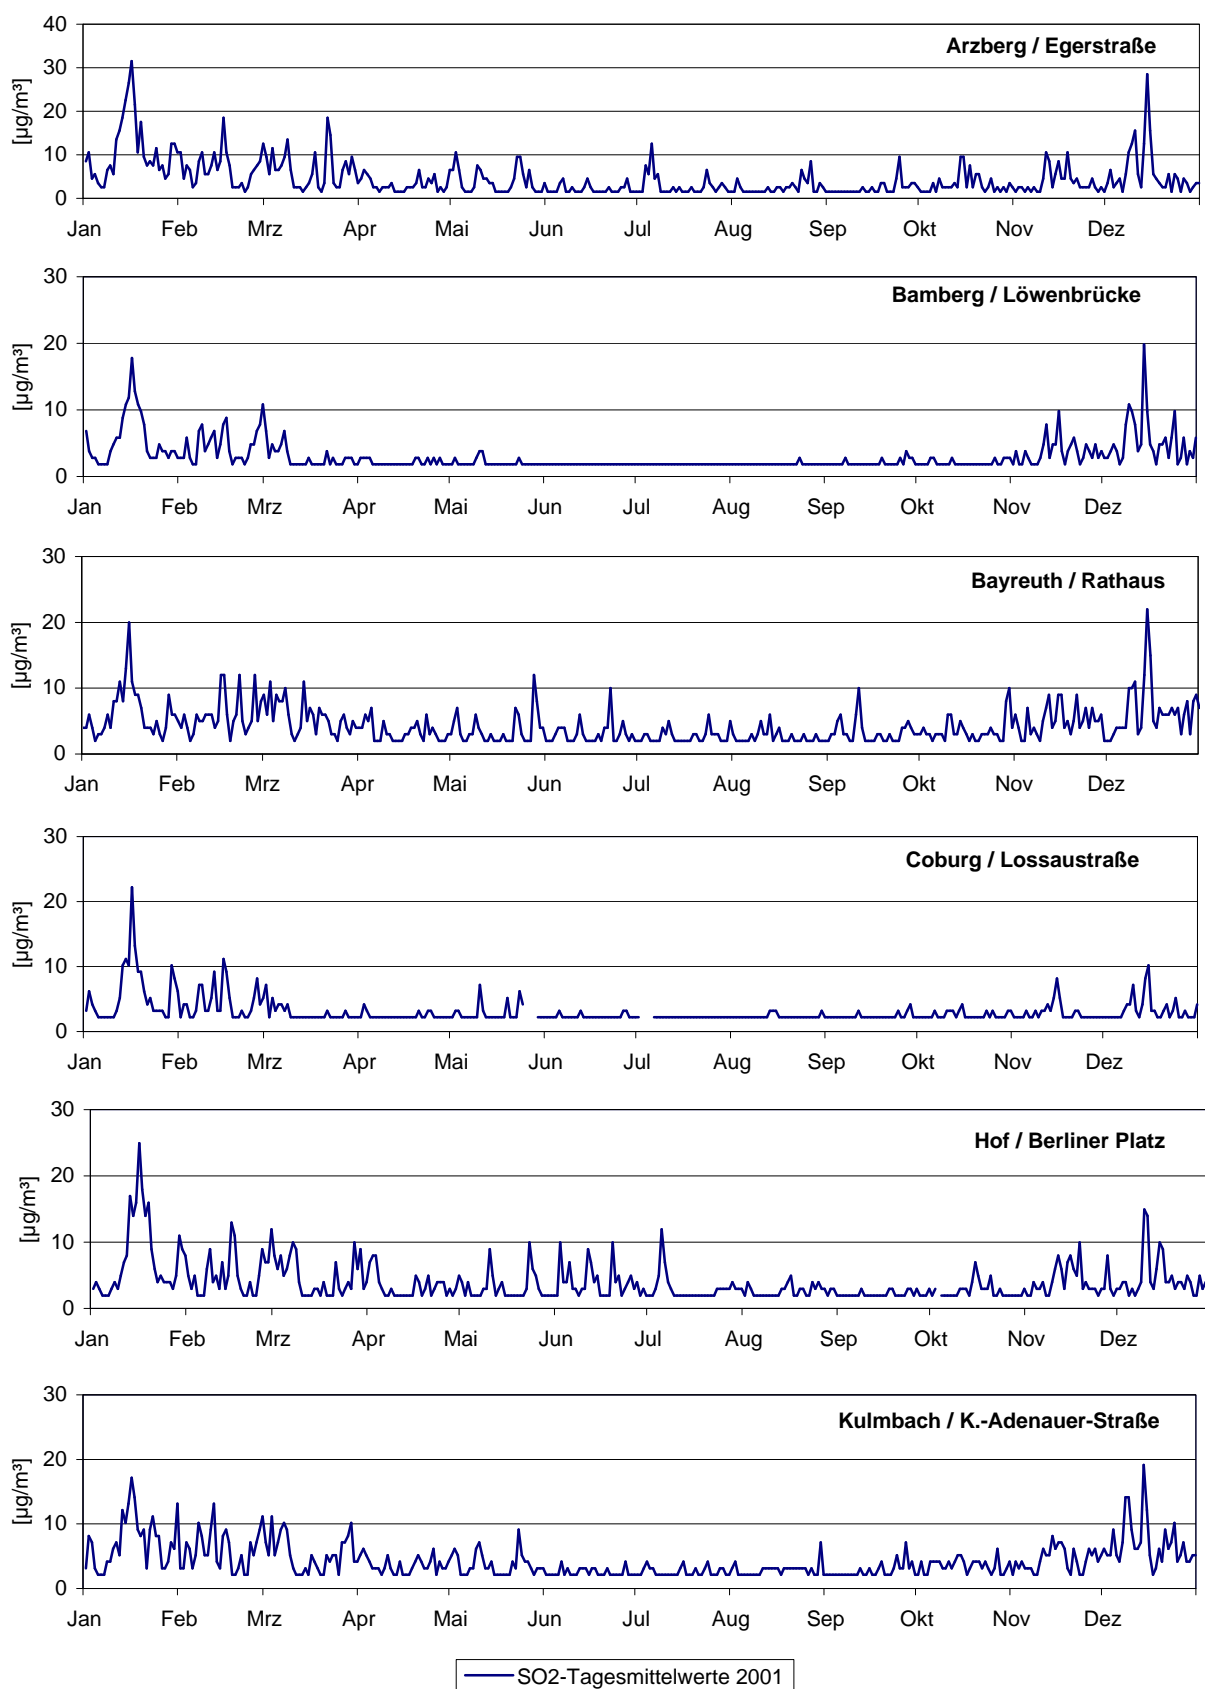 40
Arzberg / Egerstraße
30
20
10
0
[µg/m³]
Jan Feb Mrz Apr Mai Jun Jul Aug Sep Okt Nov Dez
30
Bamberg / Löwenbrücke
20
10
0
[µg/m³]
Jan Feb Mrz Apr Mai Jun Jul Aug Sep Okt Nov Dez
30
Bayreuth / Rathaus
20
10
0
[µg/m³]
Jan Feb Mrz Apr Mai Jun Jul Aug Sep Okt Nov Dez
30
Coburg / Lossaustraße
20
10
0
[µg/m³]
Jan Feb Mrz Apr Mai Jun Jul Aug Sep Okt Nov Dez
30
Hof / Berliner Platz
20
10
0
[µg/m³]
Jan Feb Mrz Apr Mai Jun Jul Aug Sep Okt Nov Dez
30
Kulmbach / K.-Adenauer-Straße
20
10
0
[µg/m³]
Jan Feb Mrz Apr Mai Jun Jul Aug Sep Okt Nov Dez
SO2-Tagesmittelwerte 2001